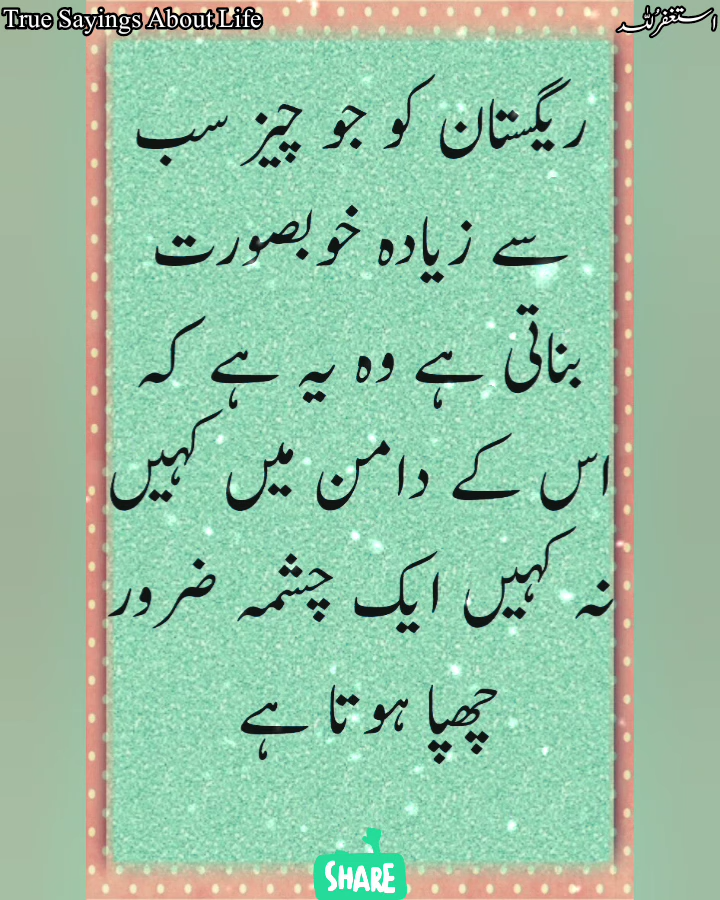 True Sayings About Life
استغفراللہ
ریگستان کو جو چیز سب
سے زیادہ خوبصورت
بناتی ہے وہ یہ ہے کہ
اس کے دامن میں کہیں
نہ کہیں ایک چشمہ ضرور
چھپا ہوتا ہے
SHARE